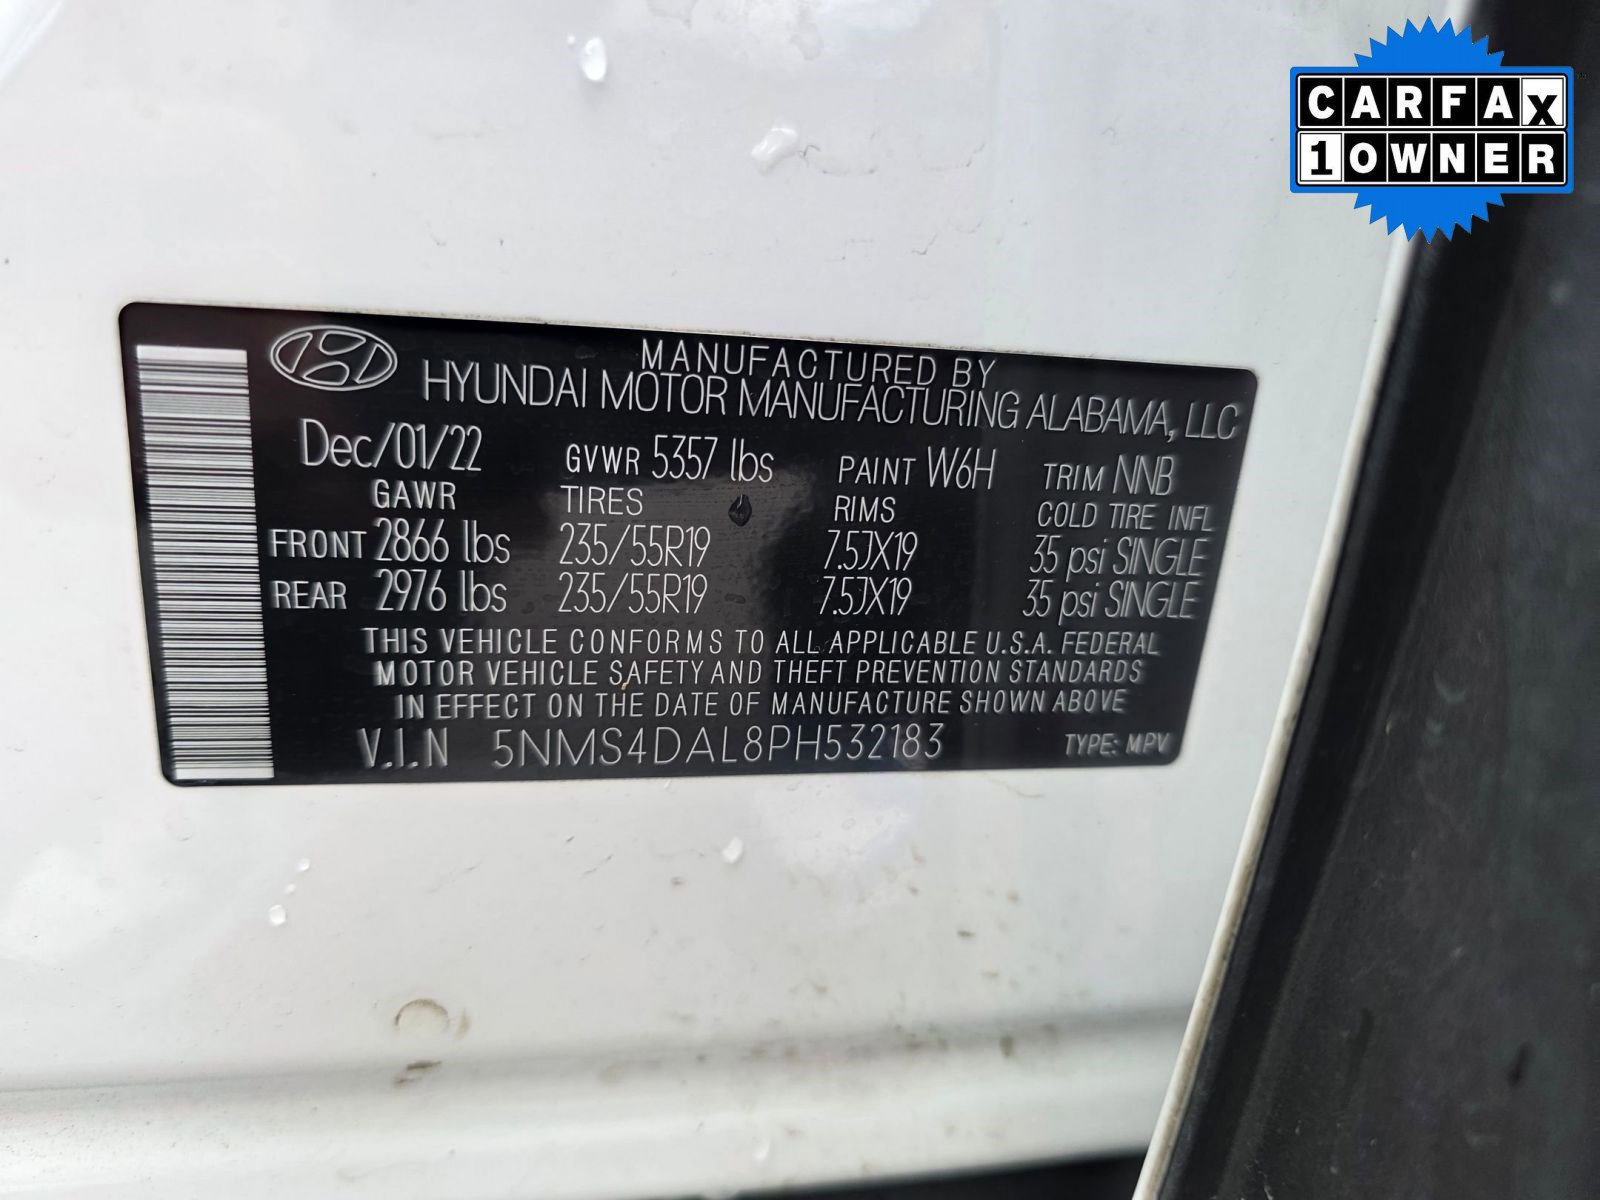 CARFAX
1 OWNER
MANUFACTURED BY
HYUNDAI MOTOR MANUFACTURING ALABAMA, LLC
Dec/01/22 GVWR 5357 lbs PAINT W6H TRIM NNB
GAWR TIRES RIMS COLD TIRE INFL
FRONT 2866 lbs 235/55R19 7.5JX19 35 psi SINGLE
REAR 2976 lbs 235/55R19 7.5JX19 35 psi SINGLE
THIS VEHICLE CONFORMS TO ALL APPLICABLE U.S.A. FEDERAL
MOTOR VEHICLE SAFETY AND THEFT PREVENTION STANDARDS
IN EFFECT ON THE DATE OF MANUFACTURE SHOWN ABOVE
V.I.N 5NMS4DAL8PH532183 TYPE: MPV